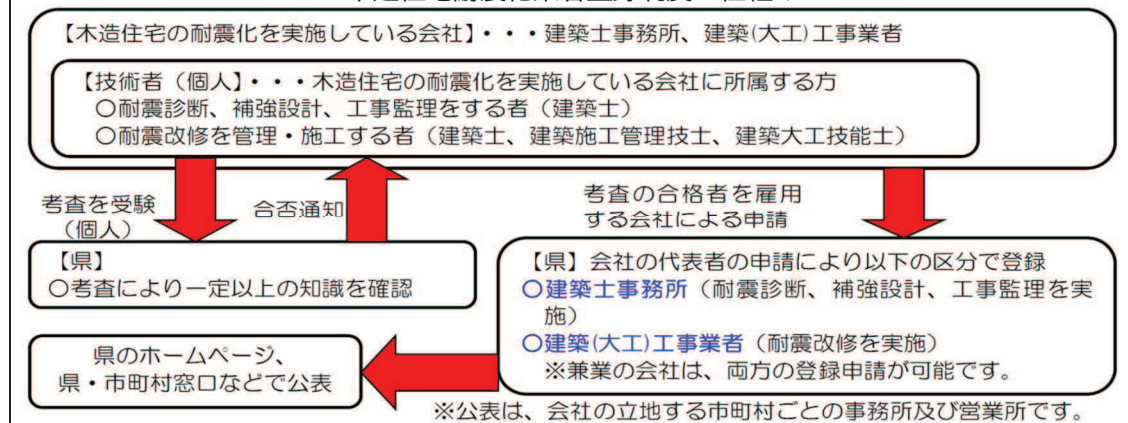 【木造住宅の耐震化を実施している会社】・・・建築士事務所、建築(大工)工事業者
【技術者（個人）】・・・木造住宅の耐震化を実施している会社に所属する方
〇耐震診断、補強設計、工事監理をする者（建築士）
〇耐震改修を管理・施工する者（建築士、建築施工管理技士、建築大工技能士）
考査を受験
（個人）
合否通知
考査の合格者を雇用
する会社による申請
【県】
〇考査により一定以上の知識を確認
【県】会社の代表者の申請により以下の区分で登録
〇建築士事務所（耐震診断、補強設計、工事監理を実
施）
〇建築(大工)工事業者（耐震改修を実施）
※兼業の会社は、両方の登録申請が可能です。
県のホームページ、
県・市町村窓口などで公表
※公表は、会社の立地する市町村ごとの事務所及び営業所です。